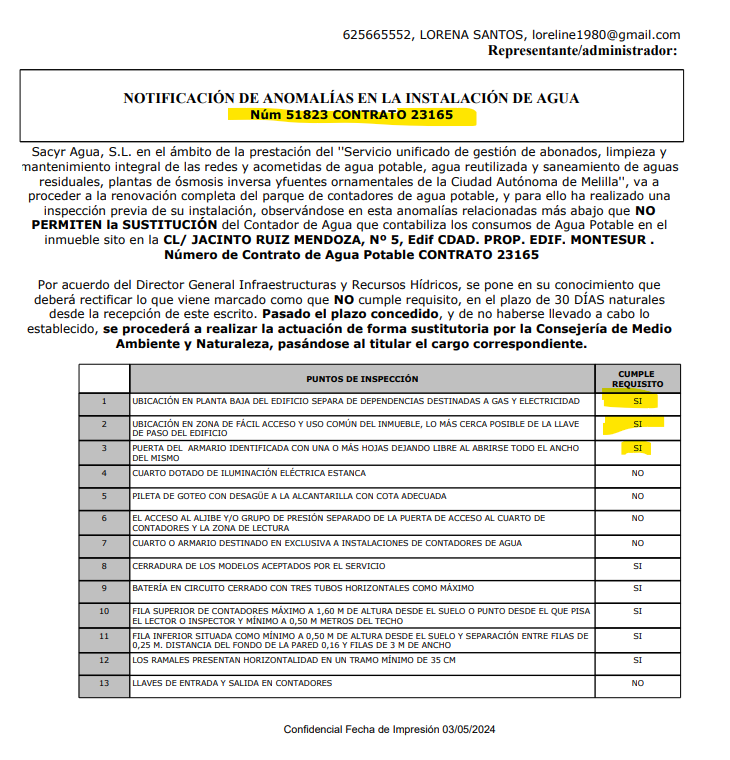 625665552, LORENA SANTOS, loreline1980@gmail.com
Representante/administrador:
NOTIFICACIÓN DE ANOMALÍAS EN LA INSTALACIÓN DE AGUA
Núm 51823 CONTRATO 23165
Sacyr Agua, S.L. en el ámbito de la prestación del ''Servicio unificado de gestión de abonados, limpieza y
mantenimiento integral de las redes y acometidas de agua potable, agua reutilizada y saneamiento de aguas
residuales, plantas de ósmosis inversa yfuentes ornamentales de la Ciudad Autónoma de Melilla'', va a
proceder a la renovación completa del parque de contadores de agua potable, y para ello ha realizado una
inspección previa de su instalación, observándose en esta anomalías relacionadas más abajo que NO
PERMITEN la SUSTITUCIÓN del Contador de Agua que contabiliza los consumos de Agua Potable en el
inmueble sito en la CL/ JACINTO RUIZ MENDOZA, Nº 5, Edif CDAD. PROP. EDIF. MONTESUR .
Número de Contrato de Agua Potable CONTRATO 23165
Por acuerdo del Director General Infraestructuras y Recursos Hídricos, se pone en su conocimiento que
deberá rectificar lo que viene marcado como que NO cumple requisito, en el plazo de 30 DÍAS naturales
desde la recepción de este escrito. Pasado el plazo concedido, y de no haberse llevado a cabo lo
establecido, se procederá a realizar la actuación de forma sustitutoria por la Consejería de Medio
Ambiente y Naturaleza, pasándose al titular el cargo correspondiente.
PUNTOS DE INSPECCIÓN CUMPLE
REQUISITO
1 UBICACIÓN EN PLANTA BAJA DEL EDIFICIO SEPARA DE DEPENDENCIAS DESTINADAS A GAS Y ELECTRICIDAD SI
2 UBICACIÓN EN ZONA DE FÁCIL ACCESO Y USO COMÚN DEL INMUEBLE, LO MÁS CERCA POSIBLE DE LA LLAVE SI
DE PASO DEL EDIFICIO
3 PUERTA DEL ARMARIO IDENTIFICADA CON UNA O MÁS HOJAS DEJANDO LIBRE AL ABRIRSE TODO EL ANCHO SI
DEL MISMO
4 CUARTO DOTADO DE ILUMINACIÓN ELÉCTRICA ESTANCA NO
5 PILETA DE GOTEO CON DESAGÜE A LA ALCANTARILLA CON COTA ADECUADA NO
6 EL ACCESO AL ALJIBE Y/O GRUPO DE PRESIÓN SEPARADO DE LA PUERTA DE ACCESO AL CUARTO DE NO
CONTADORES Y LA ZONA DE LECTURA
7 CUARTO O ARMARIO DESTINADO EN EXCLUSIVA A INSTALACIONES DE CONTADORES DE AGUA NO
8 CERRADURA DE LOS MODELOS ACEPTADOS POR EL SERVICIO SI
9 BATERÍA EN CIRCUITO CERRADO CON TRES TUBOS HORIZONTALES COMO MÁXIMO SI
10 FILA SUPERIOR DE CONTADORES MÁXIMO A 1,60 M DE ALTURA DESDE EL SUELO O PUNTO DESDE EL QUE PISA SI
EL LECTOR O INSPECTOR Y MÍNIMO A 0,50 M METROS DEL TECHO
11 FILA INFERIOR SITUADA COMO MÍNIMO A 0,50 M DE ALTURA DESDE EL SUELO Y SEPARACIÓN ENTRE FILAS DE SI
0,25 M. DISTANCIA DEL FONDO DE LA PARED 0,16 Y FILAS DE 3 M DE ANCHO
12 LOS RAMALES PRESENTAN HORIZONTALIDAD EN UN TRAMO MÍNIMO DE 35 CM SI
13 LLAVES DE ENTRADA Y SALIDA EN CONTADORES NO
Confidencial Fecha de Impresión 03/05/2024